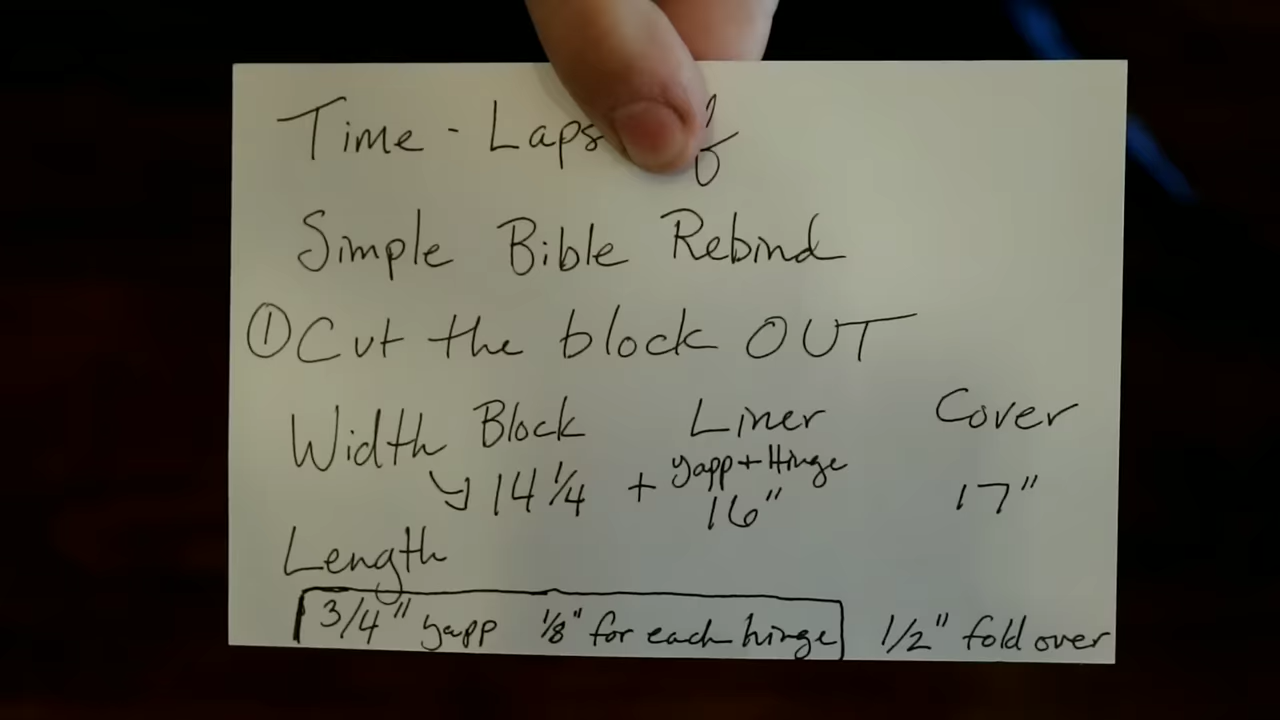 Time - Laps of
Simple Bible Rebind
① Cut the block OUT
Width Block Liner Cover
yapp + Hinge
↘ 14 1/4 + 16" 17"
Length
3/4" yapp 1/8" for each hinge 1/2" fold over